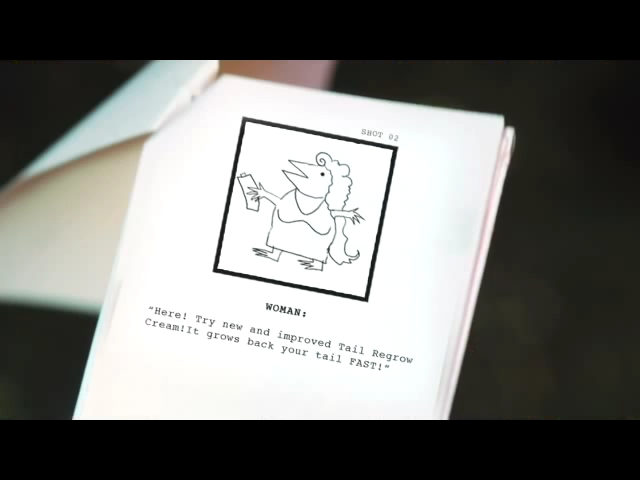 SHOT 02
WOMAN:
“Here! Try new and improved Tail Regrow
Cream!It grows back your tail FAST!”